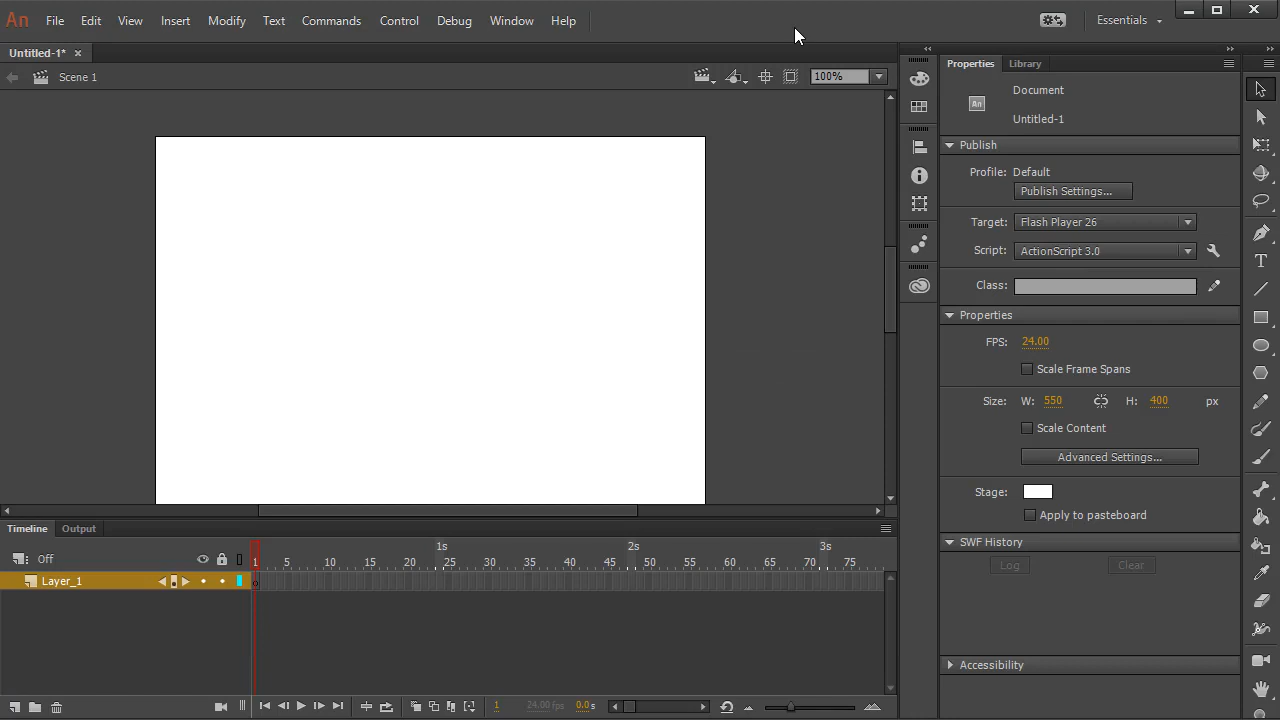 An File Edit View Insert Modify Text Commands Control Debug Window Help Essentials
Untitled-1*
Scene 1 100%
Properties Library
Document
Untitled-1
Publish
Profile: Default
Publish Settings...
Target: Flash Player 26
Script: ActionScript 3.0
Class:
Properties
FPS: 24.00
Scale Frame Spans
Size: W: 550 H: 400 px
Scale Content
Advanced Settings...
Stage:
Apply to pasteboard
SWF History
Log Clear
Accessibility
Timeline Output
1s 2s 3s
Off 1 5 10 15 20 25 30 35 40 45 50 55 60 65 70 75
Layer_1
1 24.00 fps 0.0 s